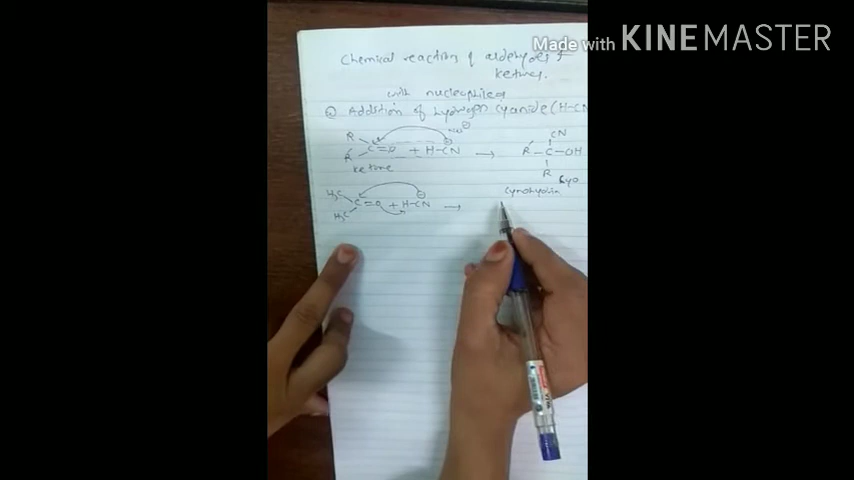 Made with KINEMASTER
Chemical reactions of aldehydes &
ketones.
with nucleophiles
Addition of hydrogen cyanide (H-CN
R
R
C=O + H-CN →
ketone
CN
R-C-OH
R
H₃C
H₃C
C=O + H-CN →